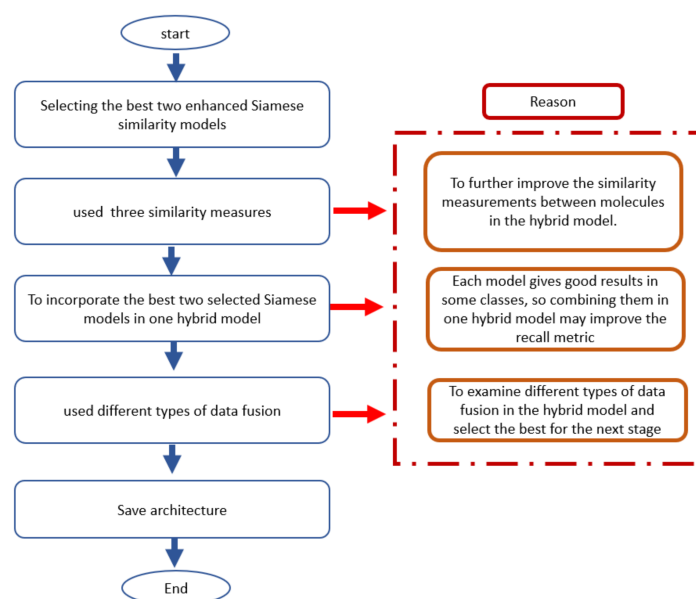 start
Selecting the best two enhanced Siamese
similarity models
used three similarity measures
To incorporate the best two selected Siamese
models in one hybrid model
used different types of data fusion
Save architecture
End
Reason
To further improve the similarity
measurements between molecules
in the hybrid model.
Each model gives good results in
some classes, so combining them in
one hybrid model may improve the
recall metric
To examine different types of data
fusion in the hybrid model and
select the best for the next stage